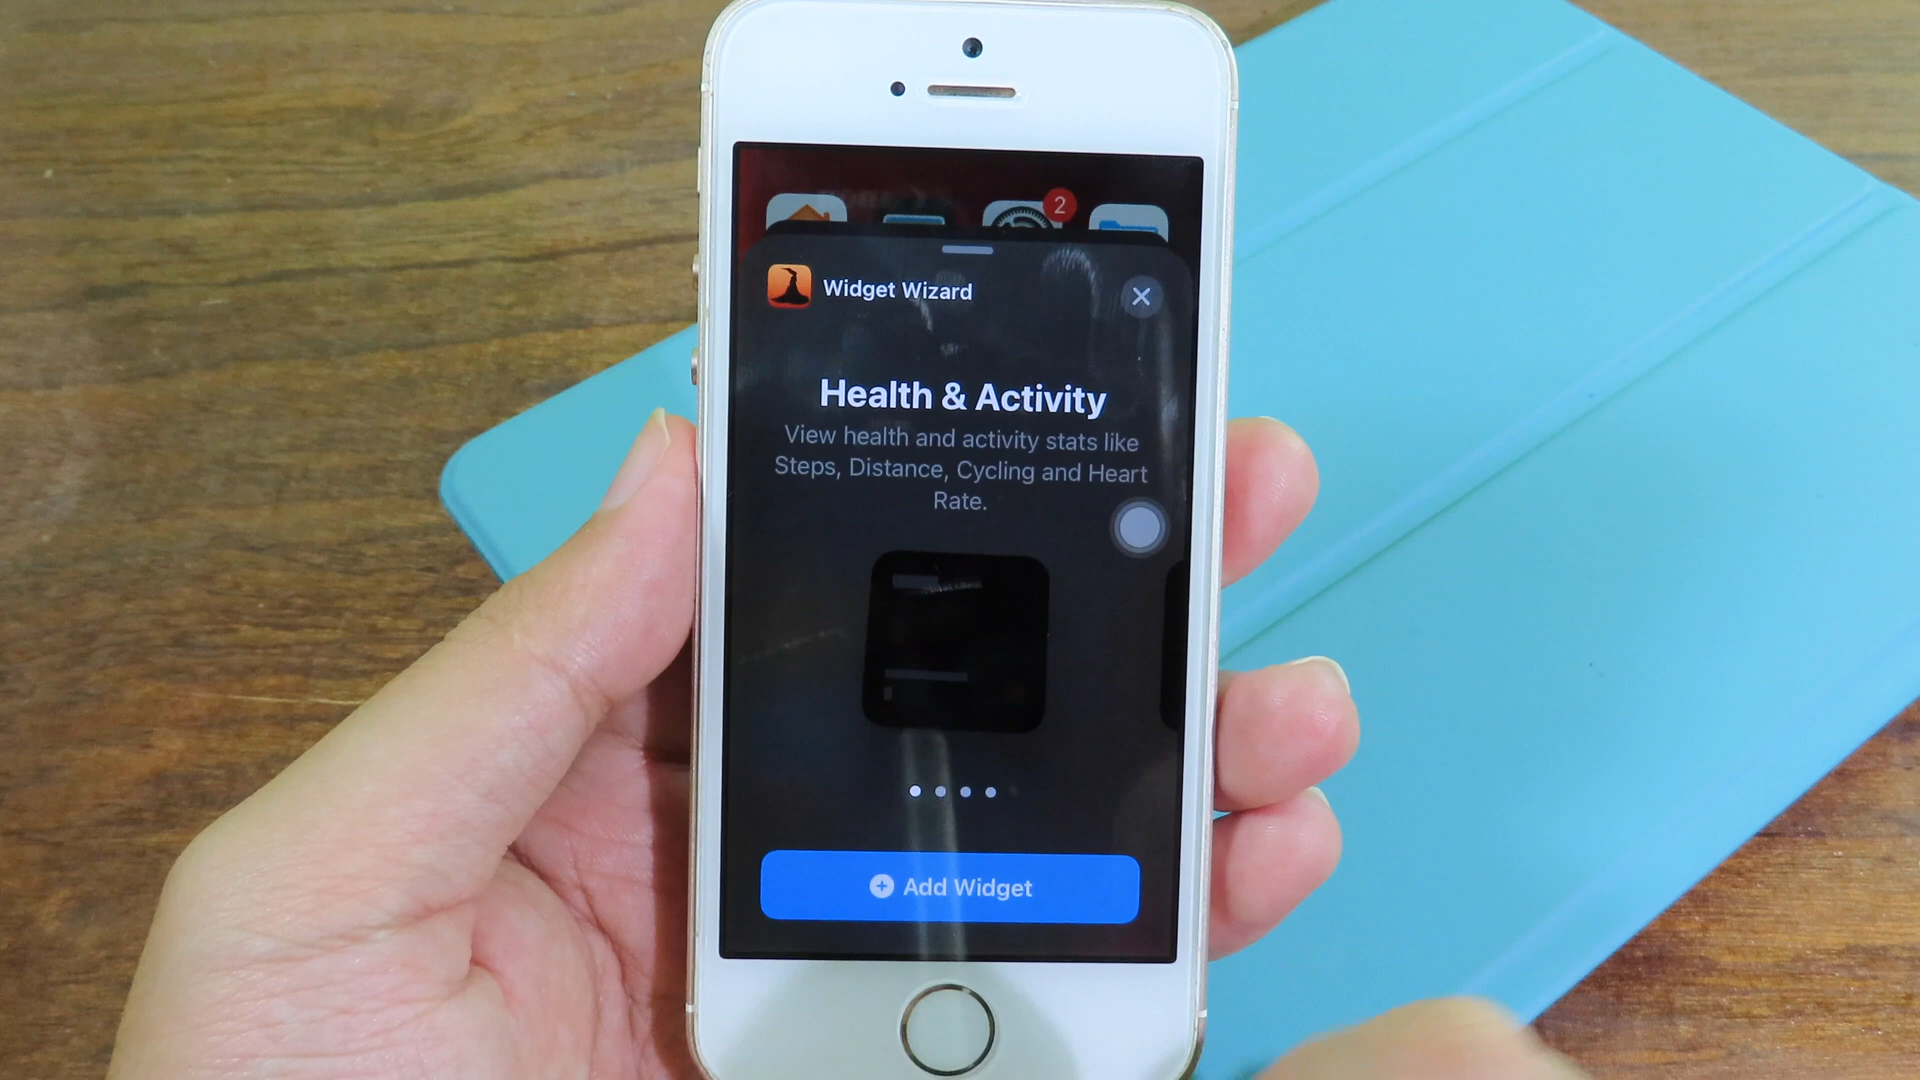 2
Widget Wizard
Health & Activity
View health and activity stats like
Steps, Distance, Cycling and Heart
Rate.
Add Widget